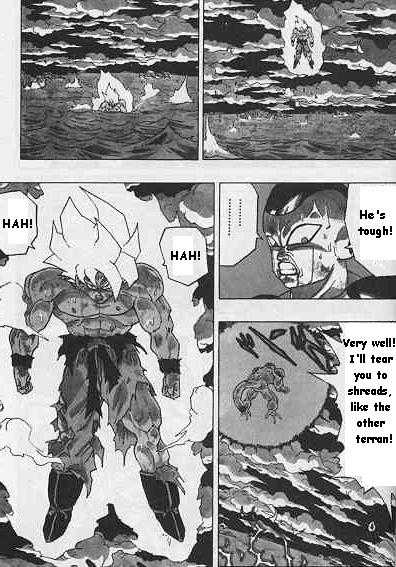 He's
tough!
.........
HAH!
HAH!
Very well!
I'll tear
you to
shreads,
like the
other
terran!